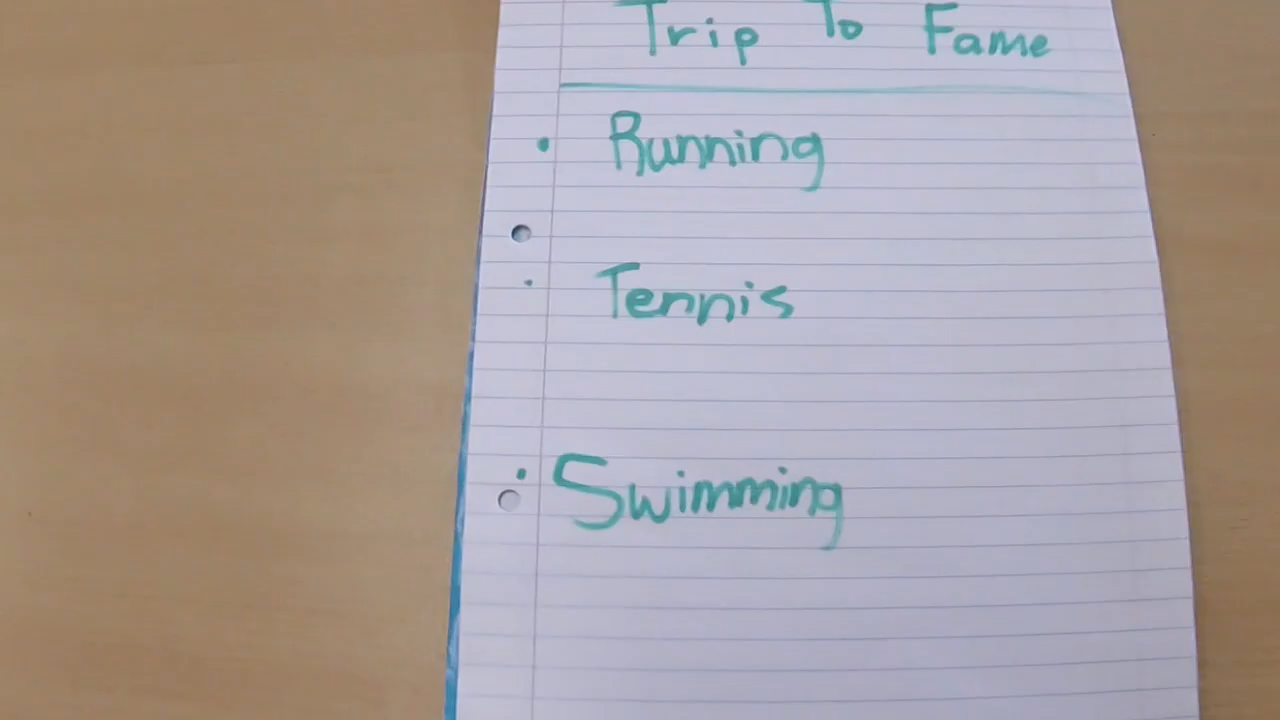 Trip To Fame
• Running
• Tennis
• Swimming